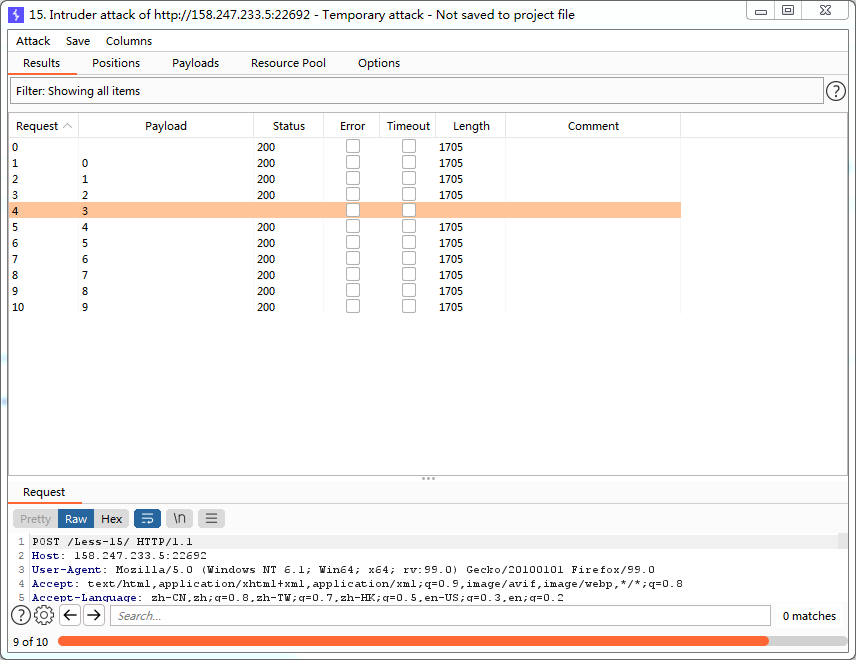 15. Intruder attack of http://158.247.233.5:22692 - Temporary attack - Not saved to project file
Attack Save Columns
Results Positions Payloads Resource Pool Options
Filter: Showing all items ?
Request Payload Status Error Timeout Length Comment
0 200 1705
1 0 200 1705
2 1 200 1705
3 2 200 1705
4 3
5 4 200 1705
6 5 200 1705
7 6 200 1705
8 7 200 1705
9 8 200 1705
10 9 200 1705
Request
Pretty Raw Hex \n
1 POST /Less-15/ HTTP/1.1
2 Host: 158.247.233.5:22692
3 User-Agent: Mozilla/5.0 (Windows NT 6.1; Win64; x64; rv:99.0) Gecko/20100101 Firefox/99.0
4 Accept: text/html,application/xhtml+xml,application/xml;q=0.9,image/avif,image/webp,*/*;q=0.8
5 Accept-Language: zh-CN,zh;q=0.8,zh-TW;q=0.7,zh-HK;q=0.5,en-US;q=0.3,en;q=0.2
? Search... 0 matches
9 of 10